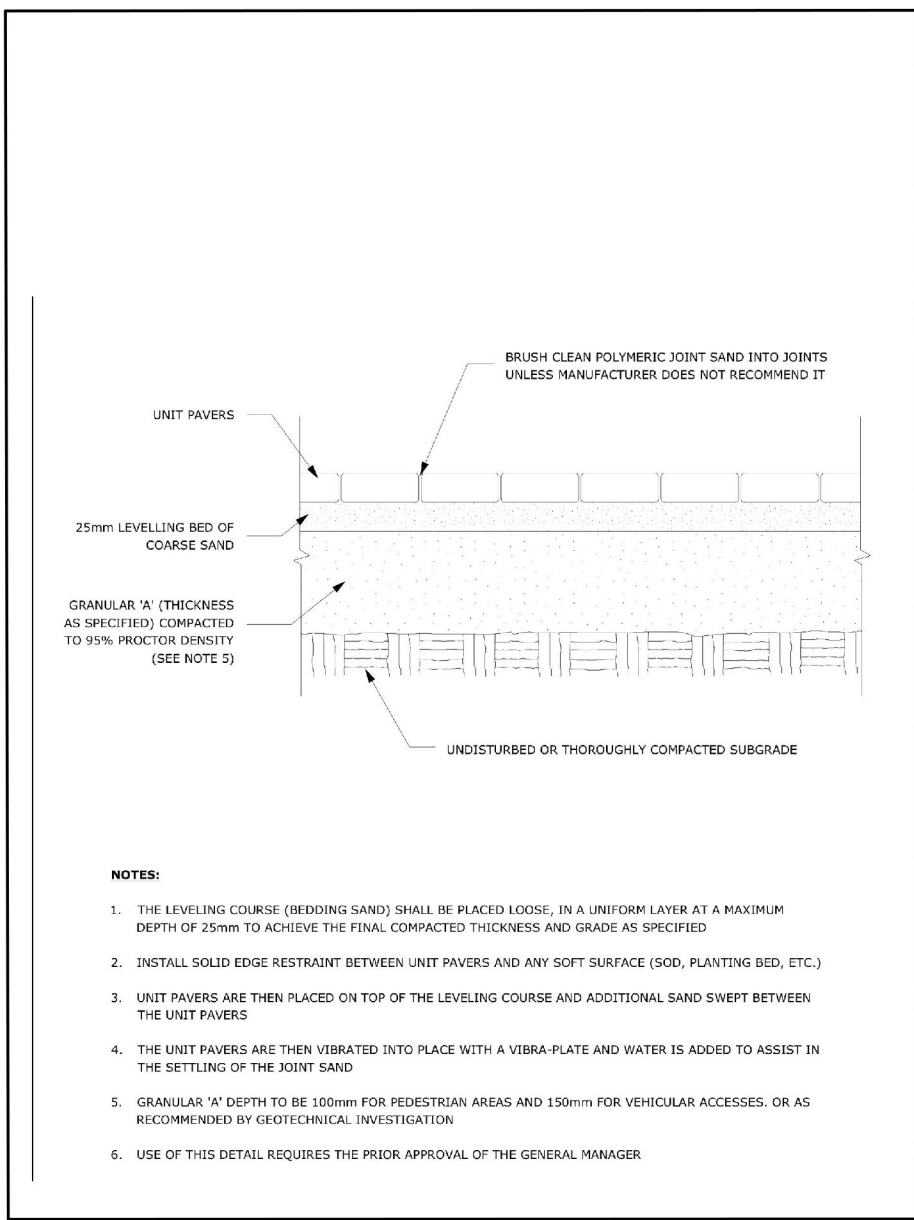 BRUSH CLEAN POLYMERIC JOINT SAND INTO JOINTS
UNLESS MANUFACTURER DOES NOT RECOMMEND IT
UNIT PAVERS
25mm LEVELLING BED OF
COARSE SAND
GRANULAR 'A' (THICKNESS
AS SPECIFIED) COMPACTED
TO 95% PROCTOR DENSITY
(SEE NOTE 5)
UNDISTURBED OR THOROUGHLY COMPACTED SUBGRADE
NOTES:
1. THE LEVELING COURSE (BEDDING SAND) SHALL BE PLACED LOOSE, IN A UNIFORM LAYER AT A MAXIMUM
DEPTH OF 25mm TO ACHIEVE THE FINAL COMPACTED THICKNESS AND GRADE AS SPECIFIED
2. INSTALL SOLID EDGE RESTRAINT BETWEEN UNIT PAVERS AND ANY SOFT SURFACE (SOD, PLANTING BED, ETC.)
3. UNIT PAVERS ARE THEN PLACED ON TOP OF THE LEVELING COURSE AND ADDITIONAL SAND SWEPT BETWEEN
THE UNIT PAVERS
4. THE UNIT PAVERS ARE THEN VIBRATED INTO PLACE WITH A VIBRA-PLATE AND WATER IS ADDED TO ASSIST IN
THE SETTLING OF THE JOINT SAND
5. GRANULAR 'A' DEPTH TO BE 100mm FOR PEDESTRIAN AREAS AND 150mm FOR VEHICULAR ACCESSES. OR AS
RECOMMENDED BY GEOTECHNICAL INVESTIGATION
6. USE OF THIS DETAIL REQUIRES THE PRIOR APPROVAL OF THE GENERAL MANAGER